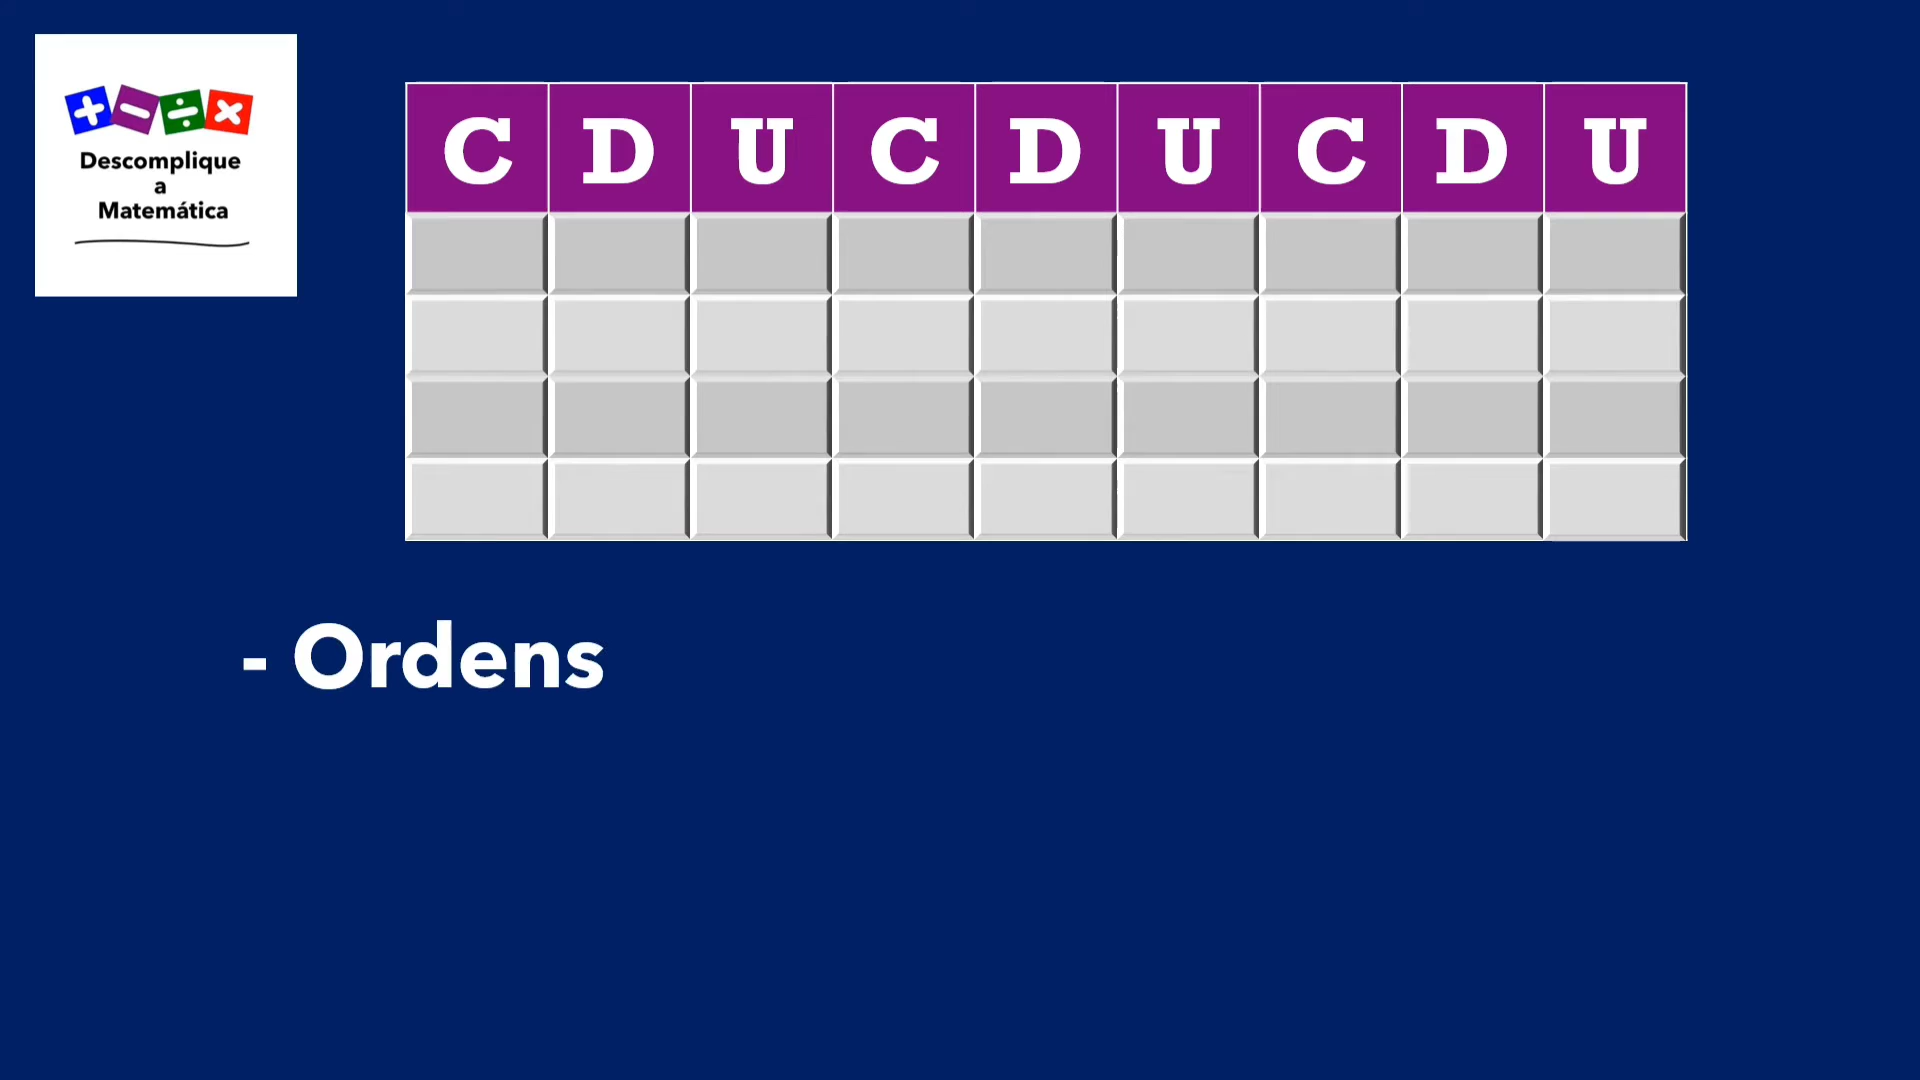 Descomplique
a
Matemática
C D U C D U C D U
- Ordens